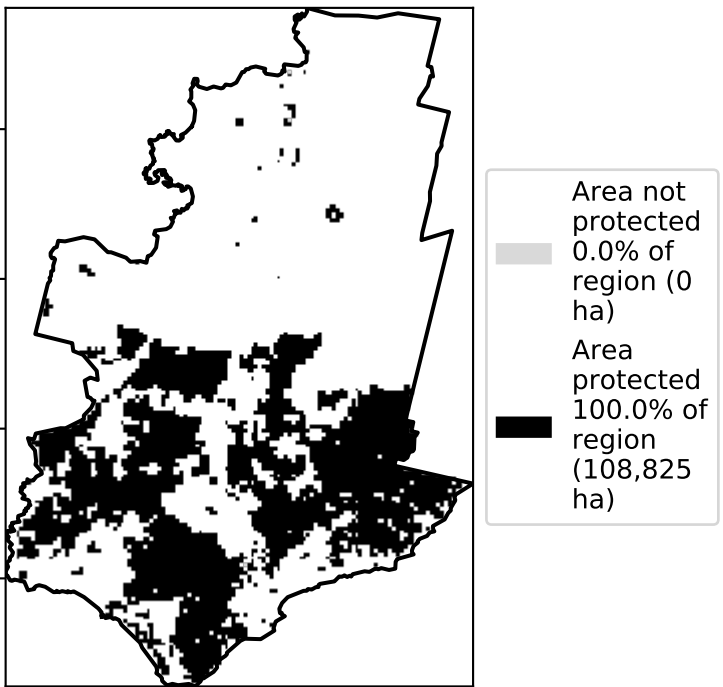 Area not
protected
0.0% of
region (0
ha)
Area
protected
100.0% of
region
(108,825
ha)